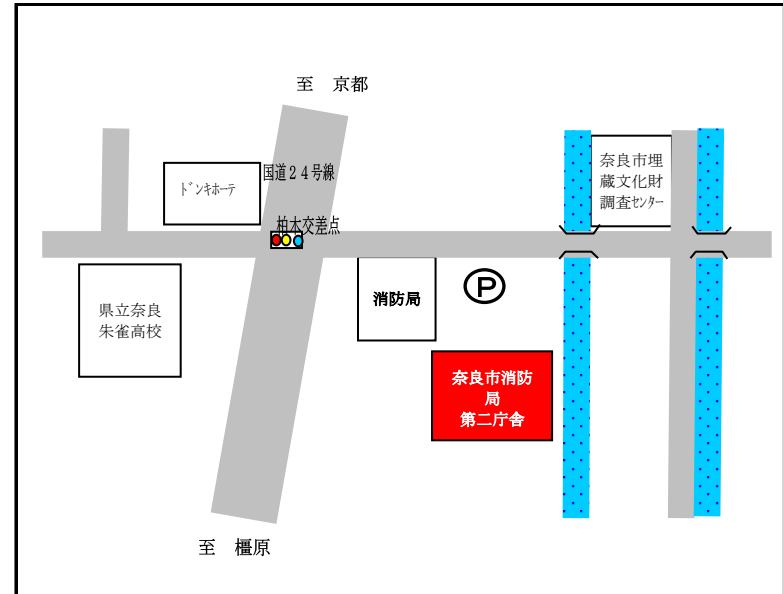 至　京都
国道２４号線
ﾄﾞﾝｷﾎｰﾃ
柏木交差点
奈良市埋
蔵文化財
調査ｾﾝﾀｰ
県立奈良
朱雀高校
消防局
P
奈良市消防
局
第二庁舎
至　橿原